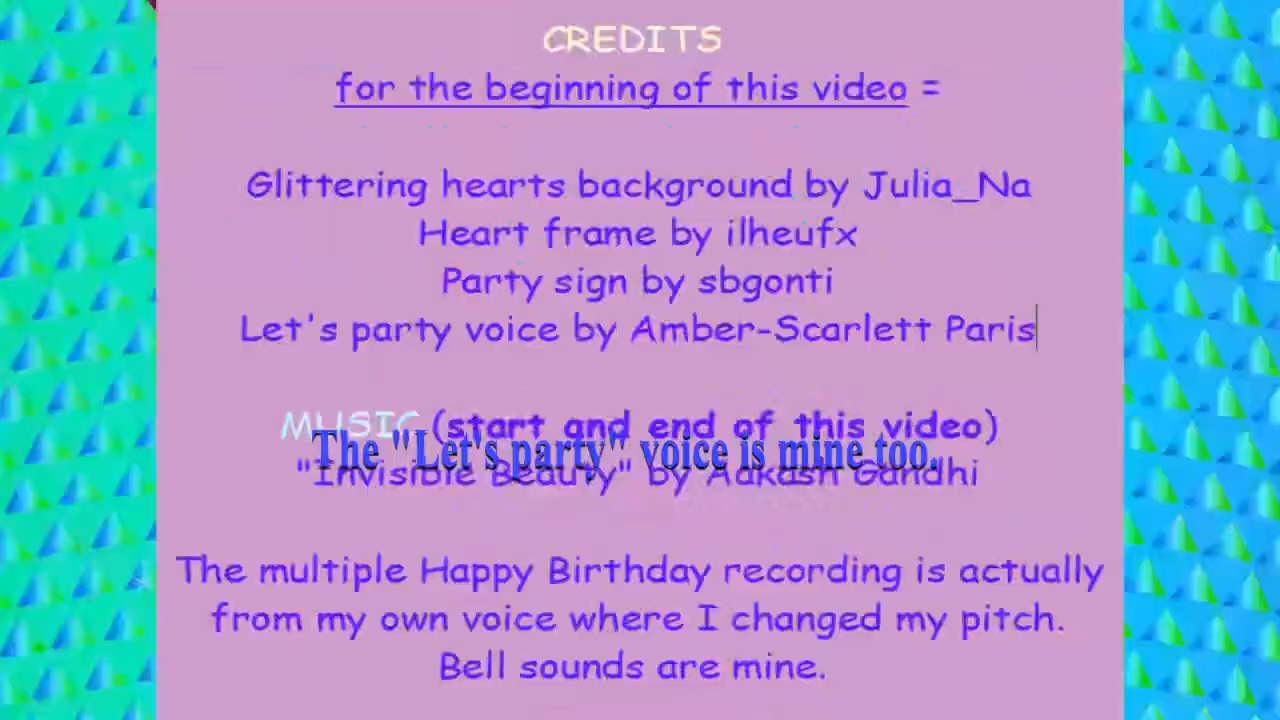 CREDITS
for the beginning of this video =
Glittering hearts background by Julia_Na
Heart frame by ilheufx
Party sign by sbgonti
Let's party voice by Amber-Scarlett Paris
MUSIC (start and end of this video)
The "Let's party" voice is mine too.
"Invisible Beauty" by Aakash Gandhi
The multiple Happy Birthday recording is actually
from my own voice where I changed my pitch.
Bell sounds are mine.